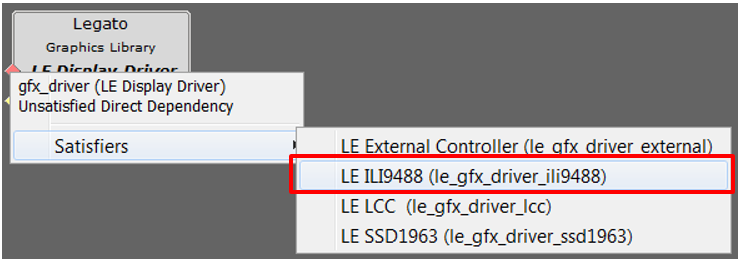 Legato
Graphics Library
LE Display Driver
gfx_driver (LE Display Driver)
Unsatisfied Direct Dependency
Satisfiers
LE External Controller (le_gfx_driver_external)
LE ILI9488 (le_gfx_driver_ili9488)
LE LCC (le_gfx_driver_lcc)
LE SSD1963 (le_gfx_driver_ssd1963)